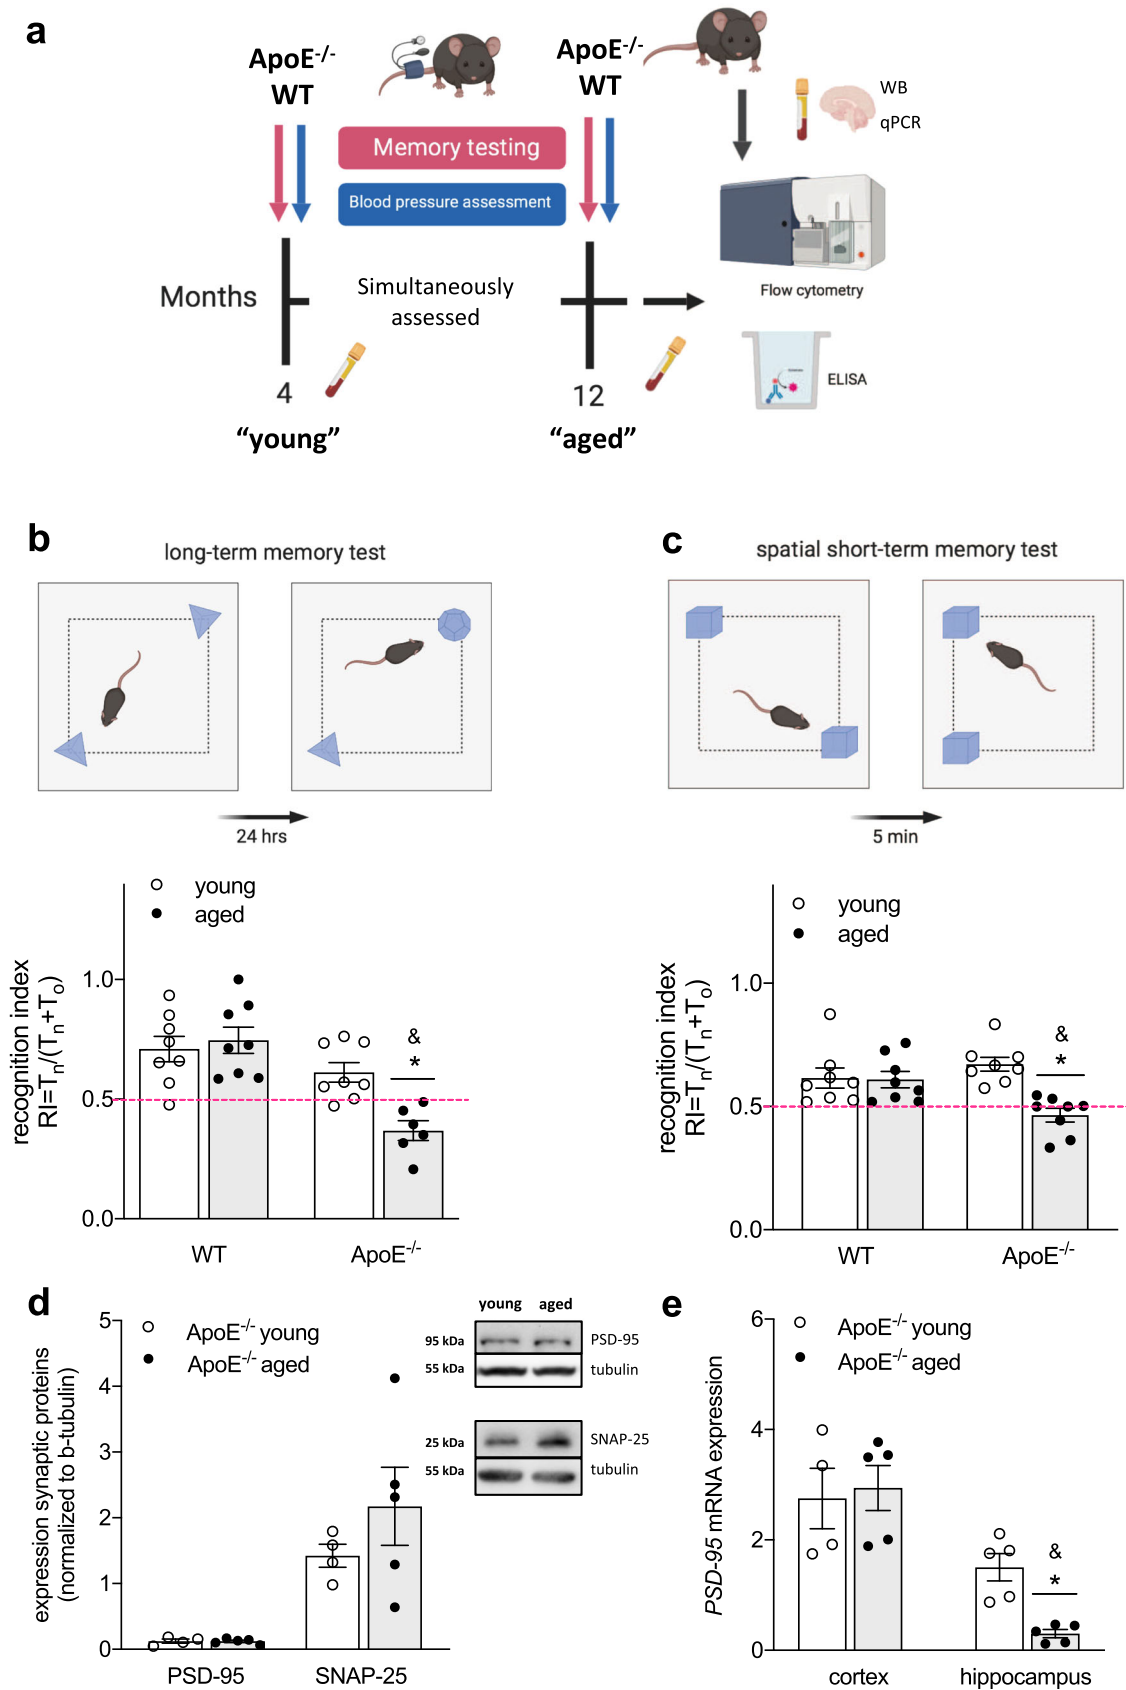 a
ApoE-/-
WT
ApoE-/-
WT
WB
qPCR
Memory testing
Blood pressure assessment
Months
Simultaneously
assessed
Flow cytometry
ELISA
4
12
“young”
“aged”
b
long-term memory test
24 hrs
c
spatial short-term memory test
5 min
young
aged
recognition index
RI=Tn/(Tn+To)
1.0
0.5
0.0
&
*
WT
ApoE-/-
young
aged
recognition index
RI=Tn/(Tn+To)
1.0
0.5
0.0
&
*
WT
ApoE-/-
d
expression synaptic proteins
(normalized to b-tubulin)
5
4
3
2
1
0
ApoE-/- young
ApoE-/- aged
PSD-95
SNAP-25
young aged
95 kDa PSD-95
55 kDa tubulin
25 kDa SNAP-25
55 kDa tubulin
e
PSD-95 mRNA expression
6
4
2
0
ApoE-/- young
ApoE-/- aged
&
*
cortex
hippocampus